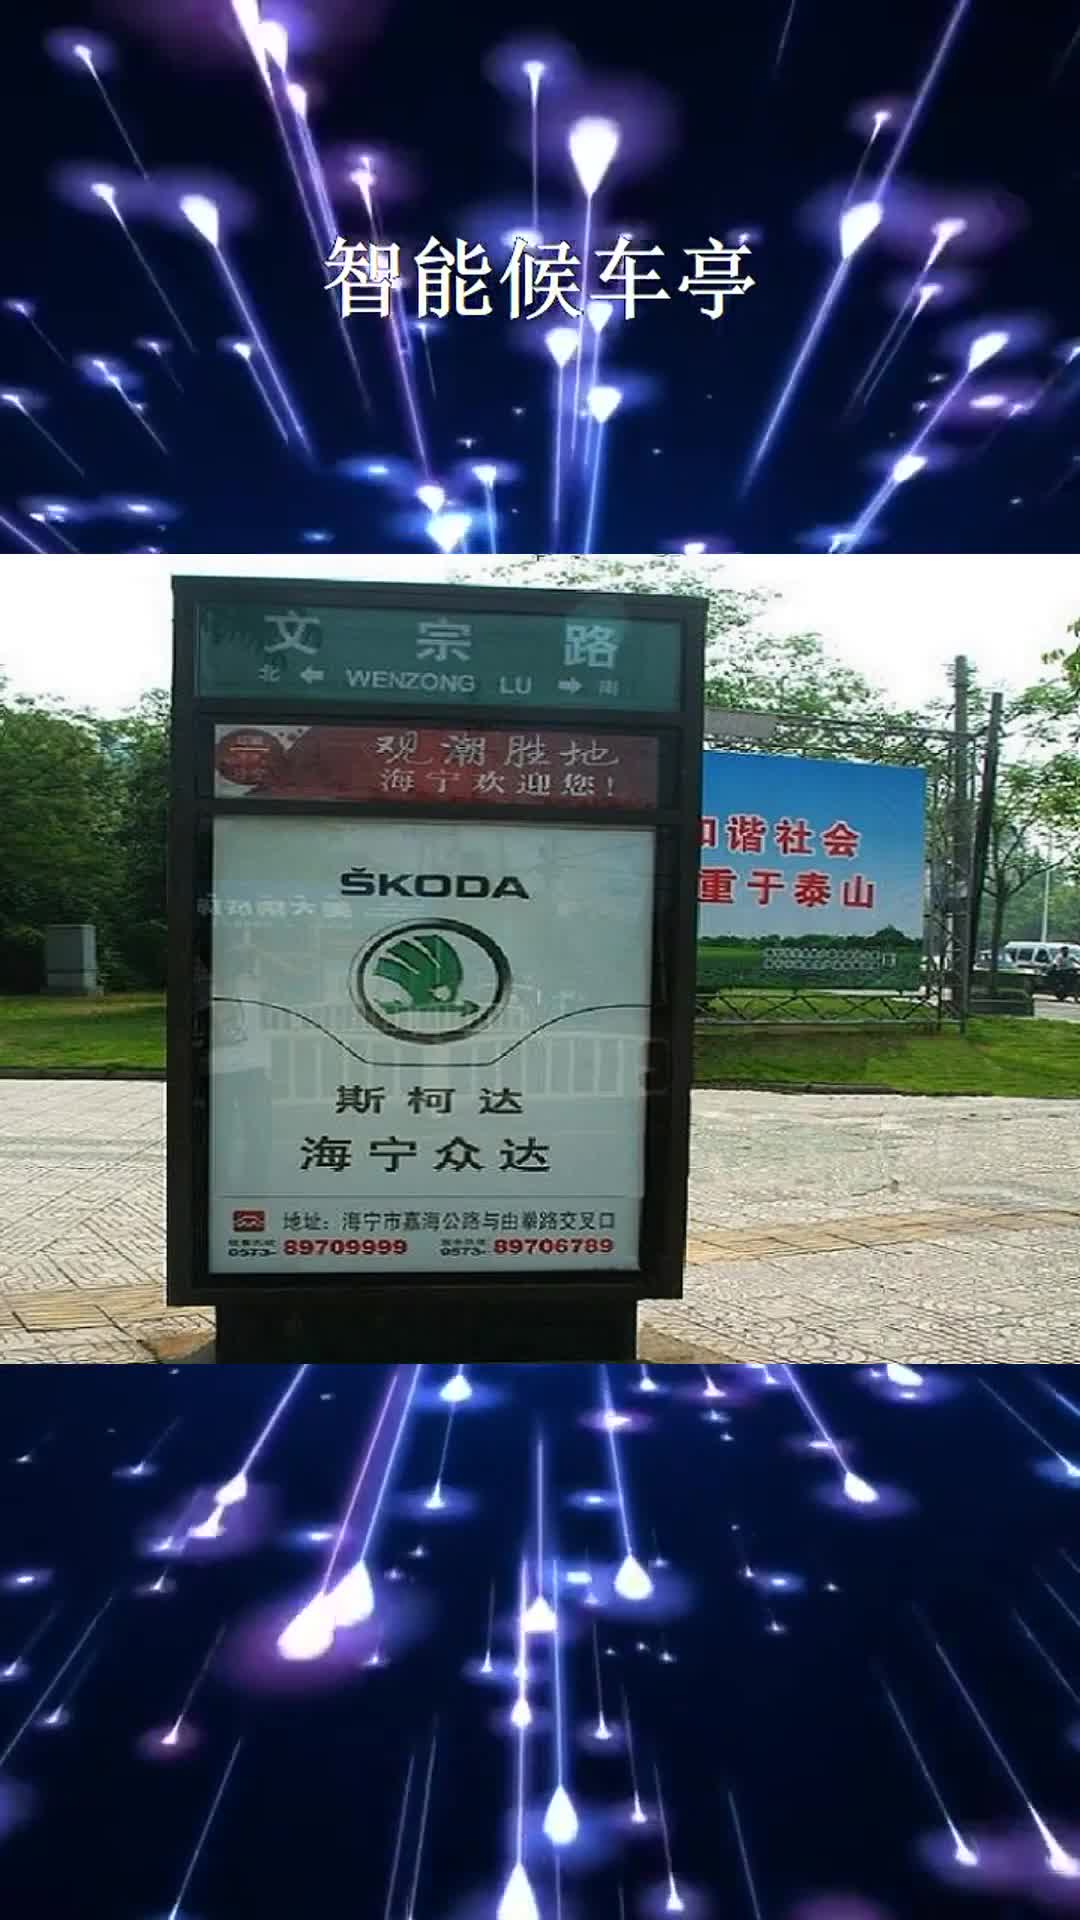 智能候车亭
文宗路
北 WENZONG LU 南
观潮胜地
海宁欢迎您!
ŠKODA
和谐社会
重于泰山
斯柯达
海宁众达
地址: 海宁市嘉海公路与由拳路交叉口
0573-89709999 0573-89706789